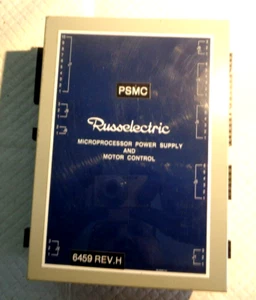 PSMC
Russelectric
MICROPROCESSOR POWER SUPPLY
AND
MOTOR CONTROL
6459 REV.H